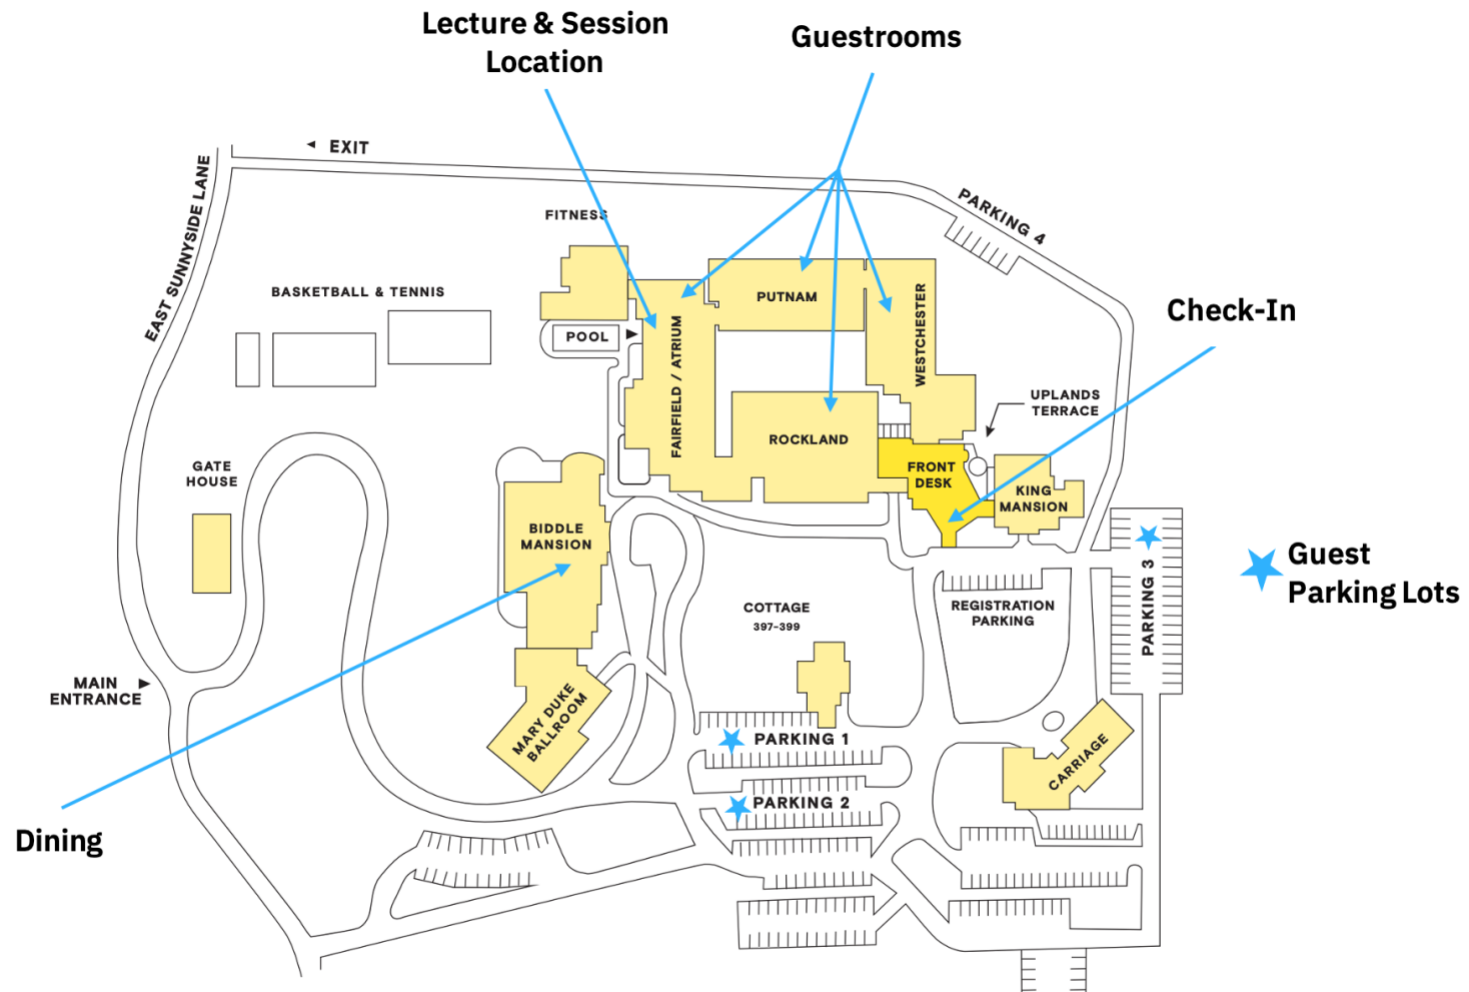 Lecture & Session
Location
Guestrooms
EXIT
EAST SUNNYSIDE LANE
PARKING 4
FITNESS
BASKETBALL & TENNIS
PUTNAM
WESTCHESTER
Check-In
POOL
FAIRFIELD / ATRIUM
UPLANDS
TERRACE
ROCKLAND
GATE
HOUSE
FRONT
DESK
KING
MANSION
BIDDLE
MANSION
Guest
Parking Lots
PARKING 3
COTTAGE
397-399
REGISTRATION
PARKING
MAIN
ENTRANCE
MARY DUKE
BALLROOM
PARKING 1
CARRIAGE
PARKING 2
Dining